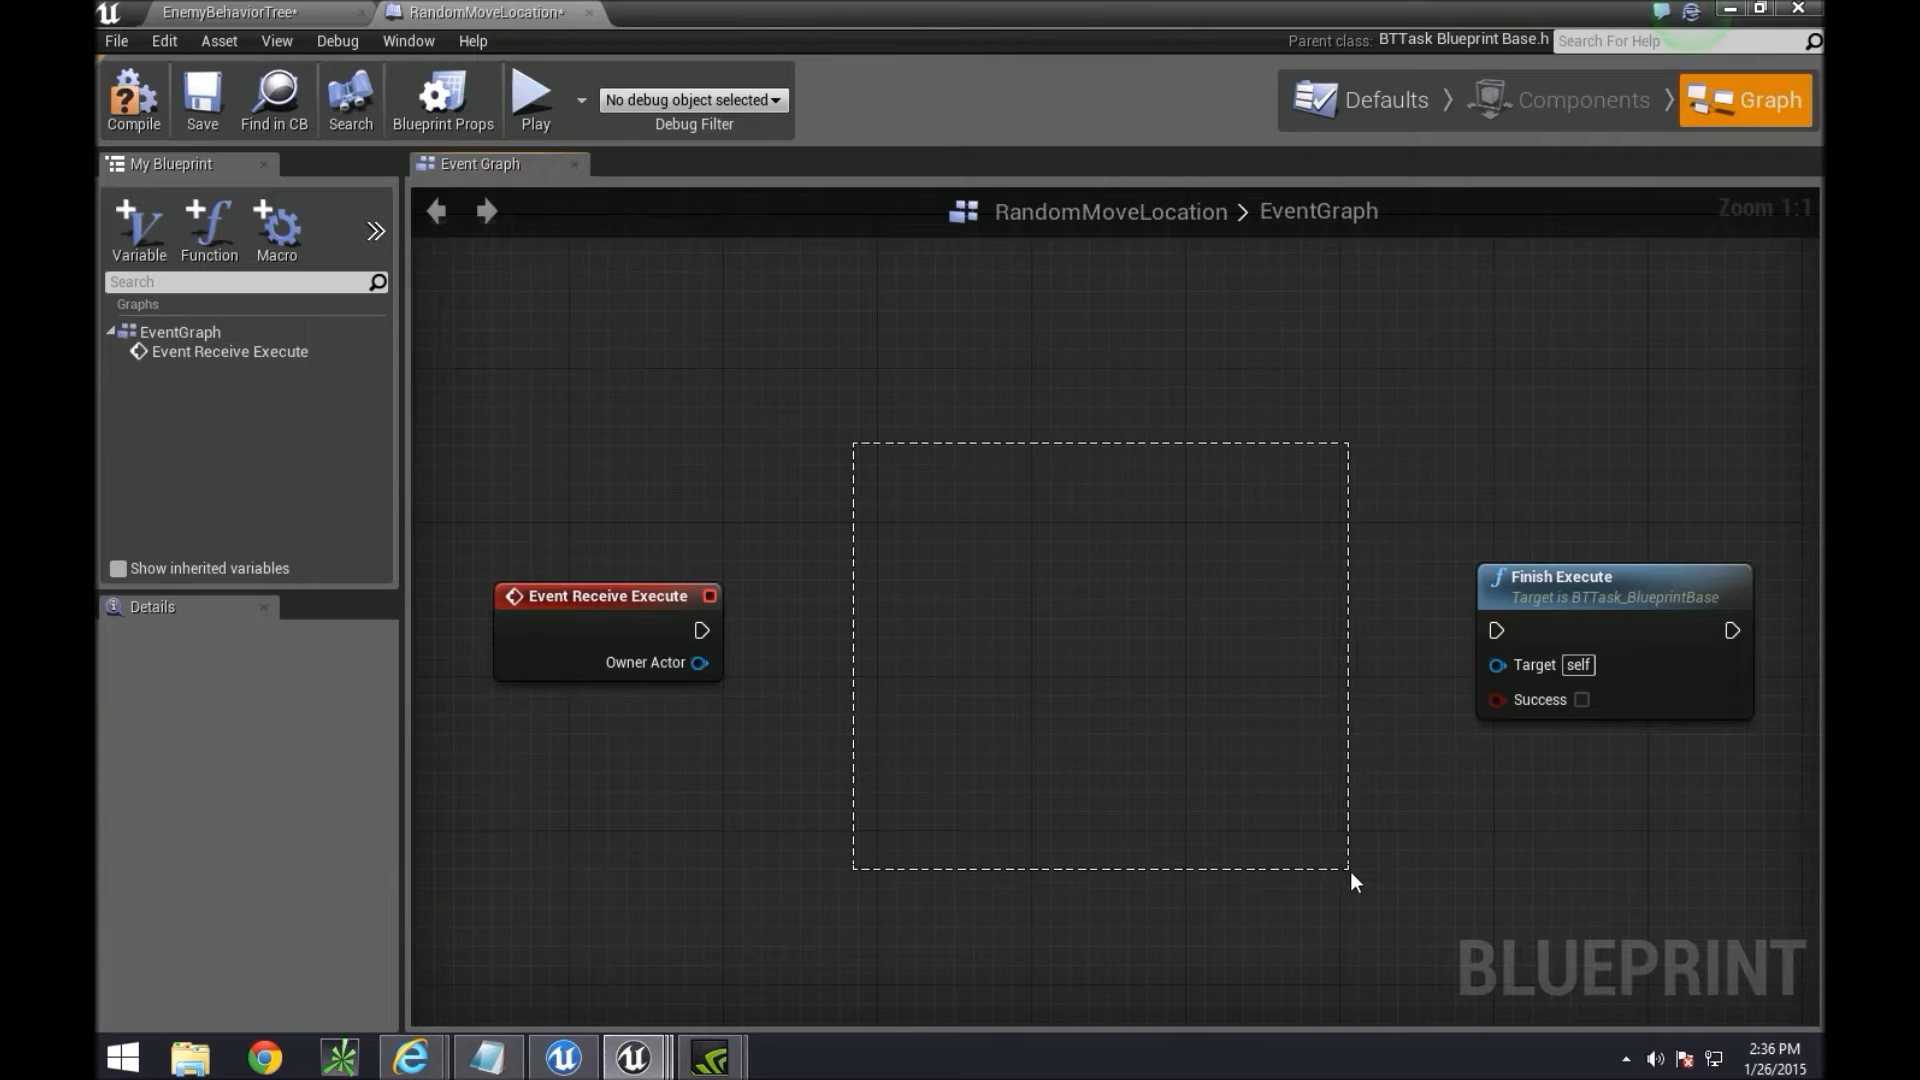 EnemyBehaviorTree*
RandomMoveLocation*
File Edit Asset View Debug Window Help
Parent class: BTTask Blueprint Base.h
Search For Help
Compile Save Find in CB Search Blueprint Props Play
No debug object selected
Debug Filter
Defaults Components Graph
My Blueprint
Variable Function Macro
Search
Graphs
EventGraph
Event Receive Execute
Show inherited variables
Details
Event Graph
RandomMoveLocation > EventGraph
Zoom 1:1
Event Receive Execute
Owner Actor
Finish Execute
Target is BTTask_BlueprintBase
Target self
Success
BLUEPRINT
2:36 PM
1/26/2015